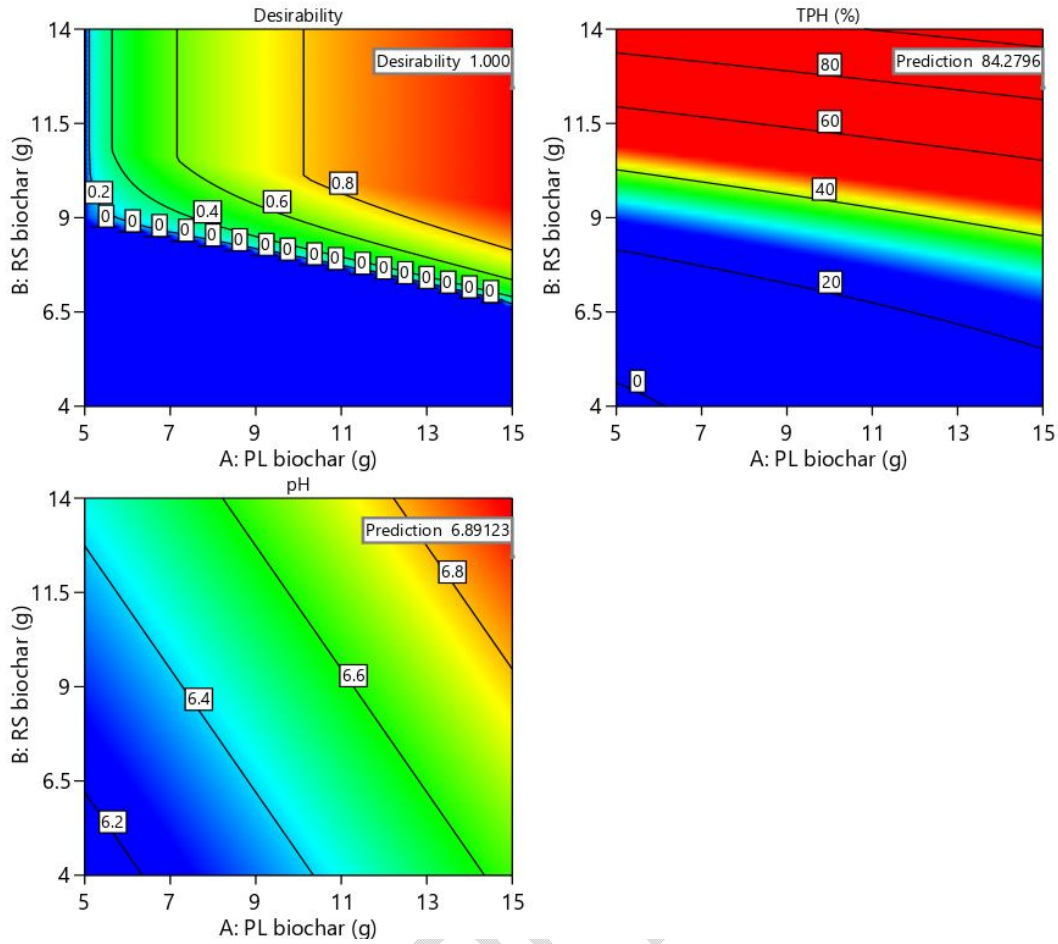 Desirability
14
Desirability 1.000
11.5
B: RS biochar (g)
0.8
0.6
0.4
0.2
9
0 0 0 0 0 0 0 0 0 0 0 0 0 0 0 0
6.5
4
5 7 9 11 13 15
A: PL biochar (g)
TPH (%)
14
80
Prediction 84.2796
11.5
60
B: RS biochar (g)
40
9
20
6.5
0
4
5 7 9 11 13 15
A: PL biochar (g)
pH
14
Prediction 6.89123
6.8
11.5
B: RS biochar (g)
9
6.6
6.4
6.5
6.2
4
5 7 9 11 13 15
A: PL biochar (g)